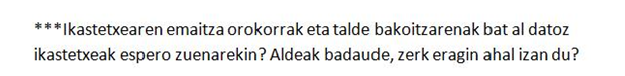 ***Ikastetxearen emaitza orokorrak eta talde bakoitzarenak bat al datoz
ikastetxeak espero zuenarekin? Aldeak badaude, zerk eragin ahal izan du?